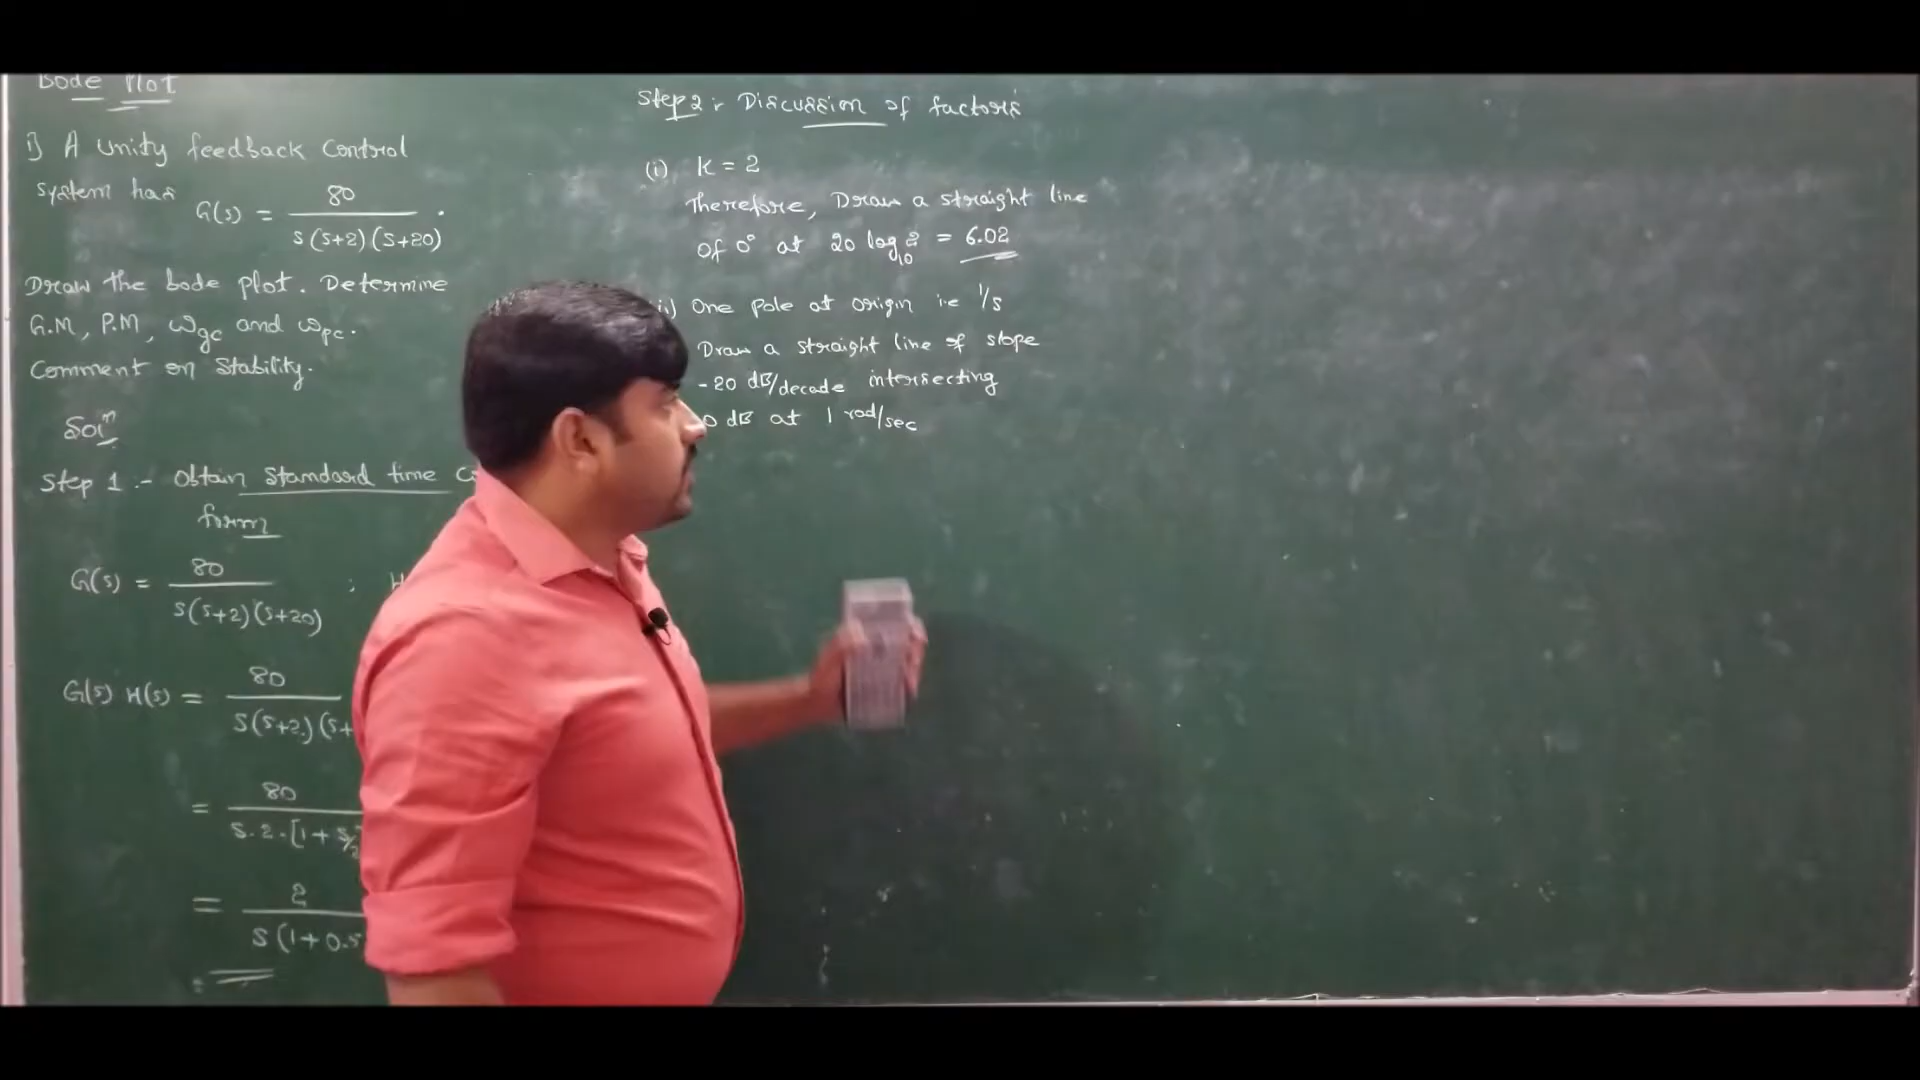 Bode Plot
1) A unity feedback control
system has G(s) = 80 / s(s+2)(s+20) .
Draw the bode plot. Determine
G.M, P.M, ωgc and ωpc.
Comment on stability.
Solⁿ
Step 1 :- Obtain standard time
form
G(s) = 80 / s(s+2)(s+20) ; H
G(s) H(s) = 80 / s(s+2)(s+
= 80 / s.2.[1+ s/2
= 2 / s(1+0.5
Step 2 :- Discussion of factors
(i) K = 2
Therefore, Draw a straight line
of 0° at 20 log₁₀ 2 = 6.02
ii) One pole at origin i.e 1/s
Draw a straight line of slope
-20 dB/decade intersecting
0 dB at 1 rad/sec